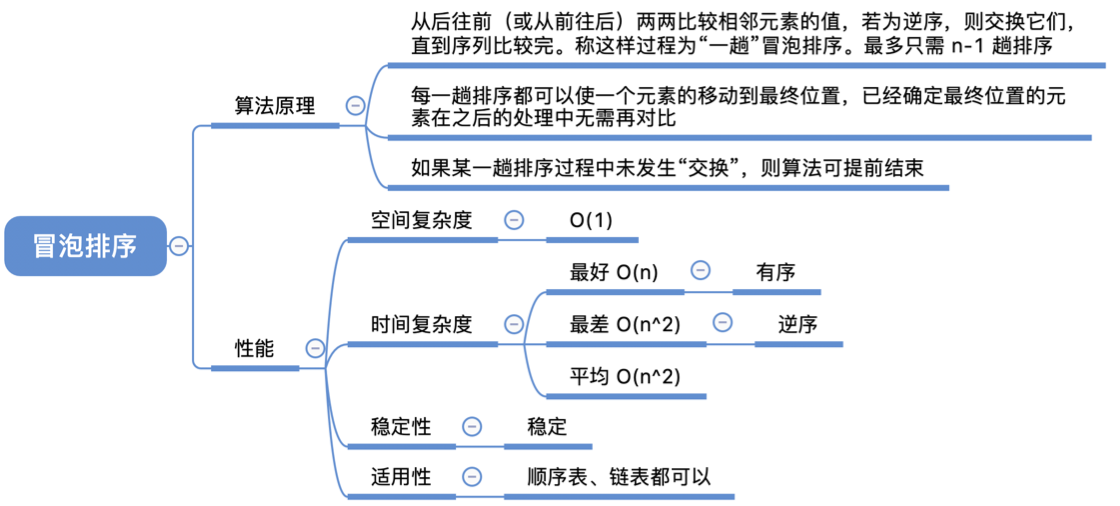 从后往前（或从前往后）两两比较相邻元素的值，若为逆序，则交换它们，
直到序列比较完。称这样过程为“一趟”冒泡排序。最多只需 n-1 趟排序
算法原理
每一趟排序都可以使一个元素的移动到最终位置，已经确定最终位置的元
素在之后的处理中无需再对比
如果某一趟排序过程中未发生“交换”，则算法可提前结束
冒泡排序
空间复杂度
O(1)
最好 O(n)
有序
时间复杂度
最差 O(n^2)
逆序
性能
平均 O(n^2)
稳定性
稳定
适用性
顺序表、链表都可以